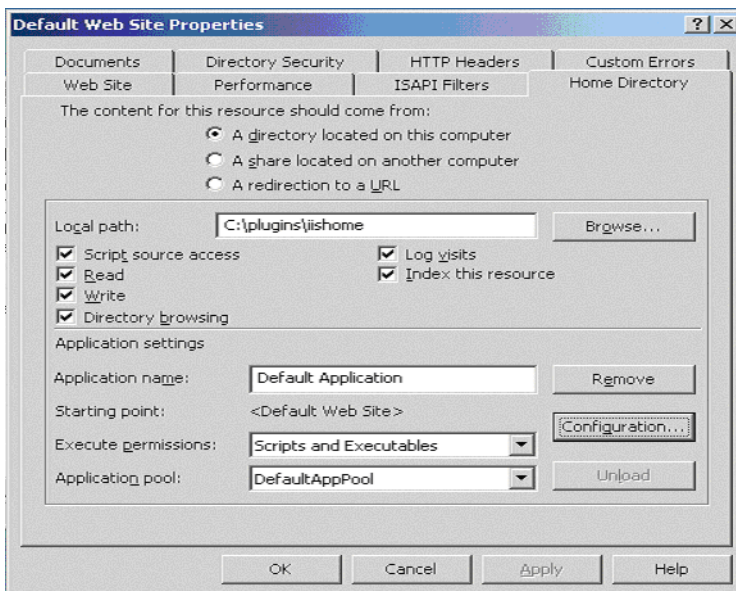 Default Web Site Properties
Documents
Directory Security
HTTP Headers
Custom Errors
Web Site
Performance
ISAPI Filters
Home Directory
The content for this resource should come from:
A directory located on this computer
A share located on another computer
A redirection to a URL
Local path:
C:\plugins\iishome
Browse...
Script source access
Log visits
Read
Index this resource
Write
Directory browsing
Application settings
Application name:
Default Application
Remove
Starting point:
<Default Web Site>
Configuration...
Execute permissions:
Scripts and Executables
Application pool:
DefaultAppPool
Unload
OK
Cancel
Apply
Help